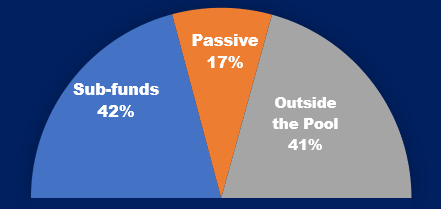 Sub-funds
42%
Passive
17%
Outside
the Pool
41%